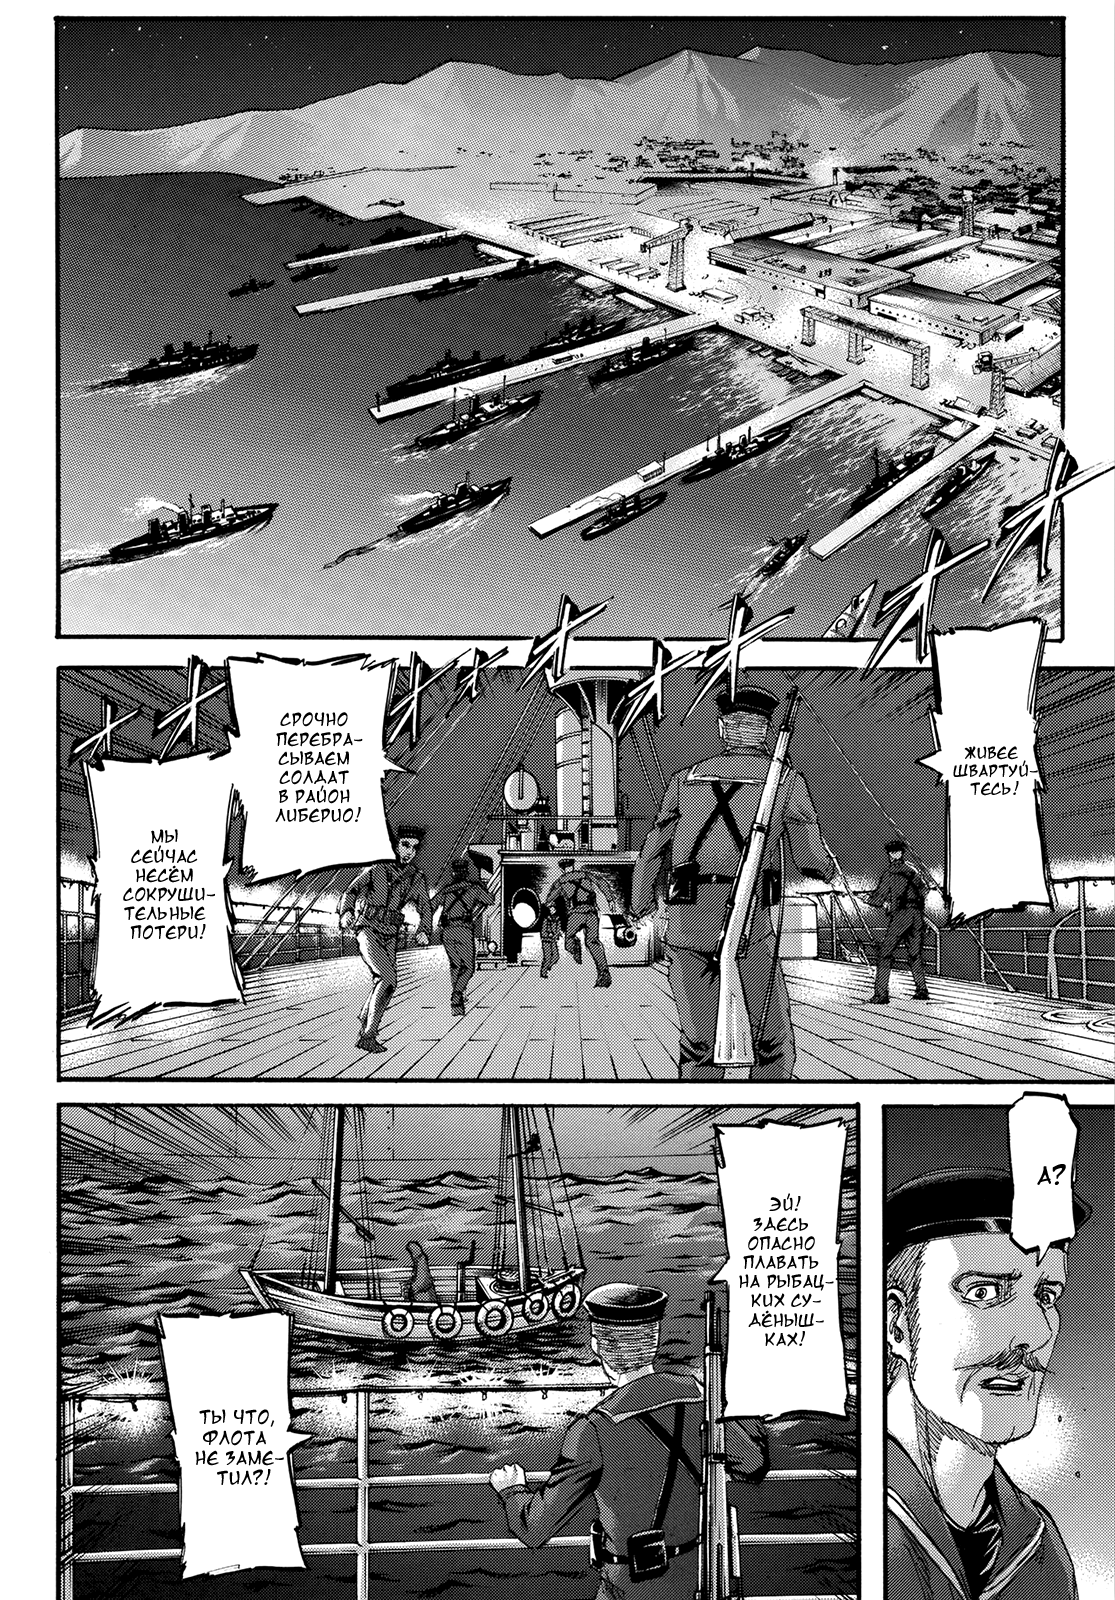 ЖИВЕЕ
ШВАРТУЙ-
ТЕСЬ!
СРОЧНО
ПЕРЕБРА-
СЫВАЕМ
СОЛДАТ
В РАЙОН
ЛИБЕРИО!
МЫ
СЕЙЧАС
НЕСЁМ
СОКРУШИ-
ТЕЛЬНЫЕ
ПОТЕРИ!
А?
ЭЙ!
ЗДЕСЬ
ОПАСНО
ПЛАВАТЬ
НА РЫБАЦ-
КИХ СУ-
ДЁНЫШ-
КАХ!
ТЫ ЧТО,
ФЛОТА
НЕ ЗАМЕ-
ТИЛ?!